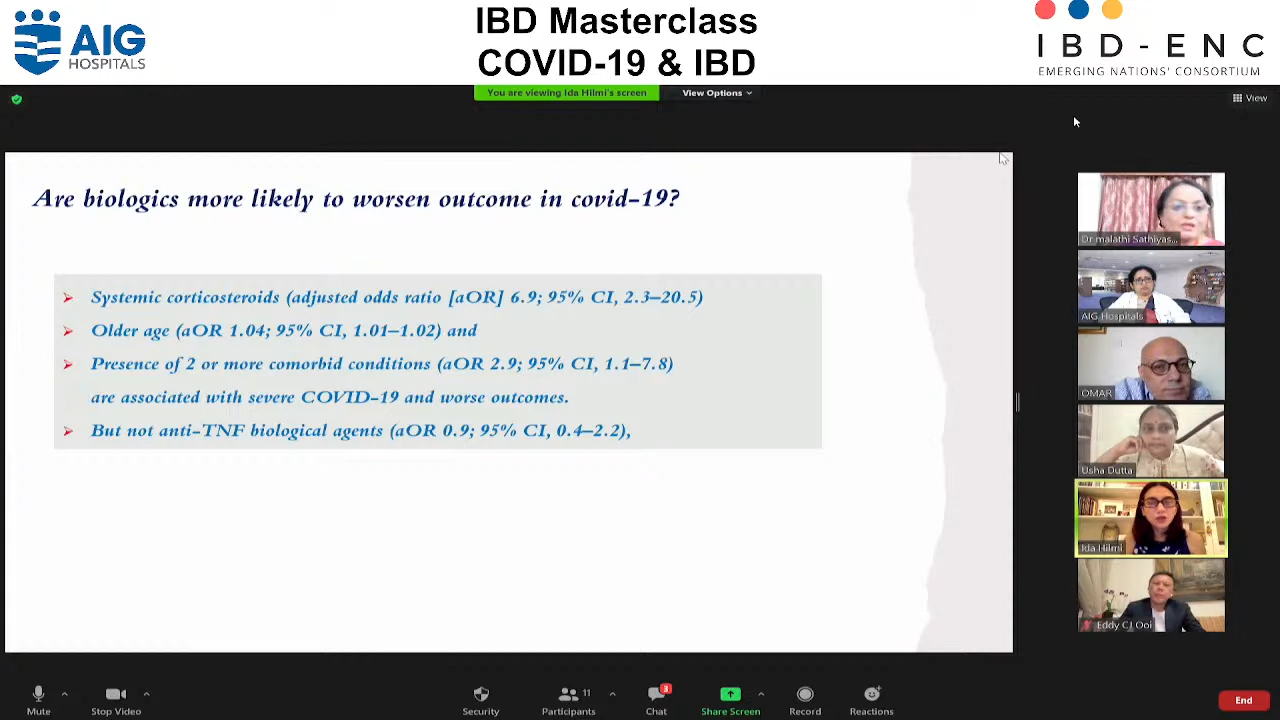 AIG
HOSPITALS
IBD Masterclass
COVID-19 & IBD
IBD-ENC
EMERGING NATIONS' CONSORTIUM
You are viewing Ida Hilmi's screen
View Options
View
Are biologics more likely to worsen outcome in covid-19?
Systemic corticosteroids (adjusted odds ratio [aOR] 6.9; 95% CI, 2.3–20.5)
Older age (aOR 1.04; 95% CI, 1.01–1.02) and
Presence of 2 or more comorbid conditions (aOR 2.9; 95% CI, 1.1–7.8)
are associated with severe COVID-19 and worse outcomes.
But not anti-TNF biological agents (aOR 0.9; 95% CI, 0.4–2.2),
Dr malathi Sathiyas...
AIG Hospitals
OMAR
Usha Dutta
Ida Hilmi
Eddy CJ Ooi
Mute
Stop Video
Security
Participants
11
Chat
3
Share Screen
Record
Reactions
End